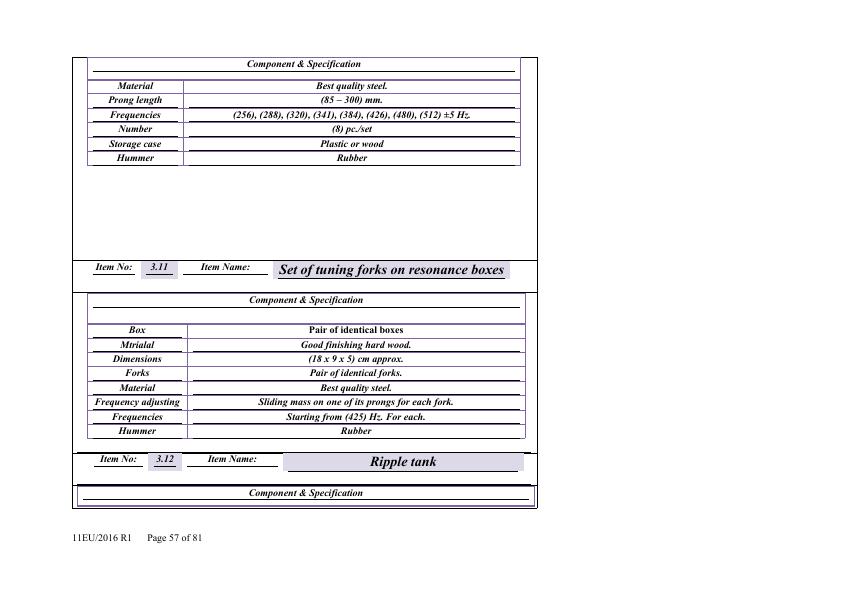 Component & Specification
Material Best quality steel.
Prong length (85 – 300) mm.
Frequencies (256), (288), (320), (341), (384), (426), (480), (512) ±5 Hz.
Number (8) pc./set
Storage case Plastic or wood
Hummer Rubber
Item No: 3.11 Item Name: Set of tuning forks on resonance boxes
Component & Specification
Box Pair of identical boxes
Mtrialal Good finishing hard wood.
Dimensions (18 x 9 x 5) cm approx.
Forks Pair of identical forks.
Material Best quality steel.
Frequency adjusting Sliding mass on one of its prongs for each fork.
Frequencies Starting from (425) Hz. For each.
Hummer Rubber
Item No: 3.12 Item Name: Ripple tank
Component & Specification
11EU/2016 R1 Page 57 of 81